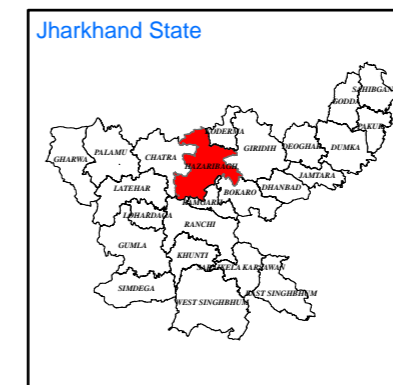 Jharkhand State
SAHIBGANJ
GODDA
PAKUR
KODERMA
GIRIDIH
DEOGHAR
DUMKA
GHARWA
PALAMU
CHATRA
HAZARIBAGH
JAMTARA
LATEHAR
BOKARO
DHANBAD
RAMGARH
LOHARDAGA
RANCHI
GUMLA
KHUNTI
SARAIKELA KARSAWAN
SIMDEGA
WEST SINGHBHUM
EAST SINGHBHUM